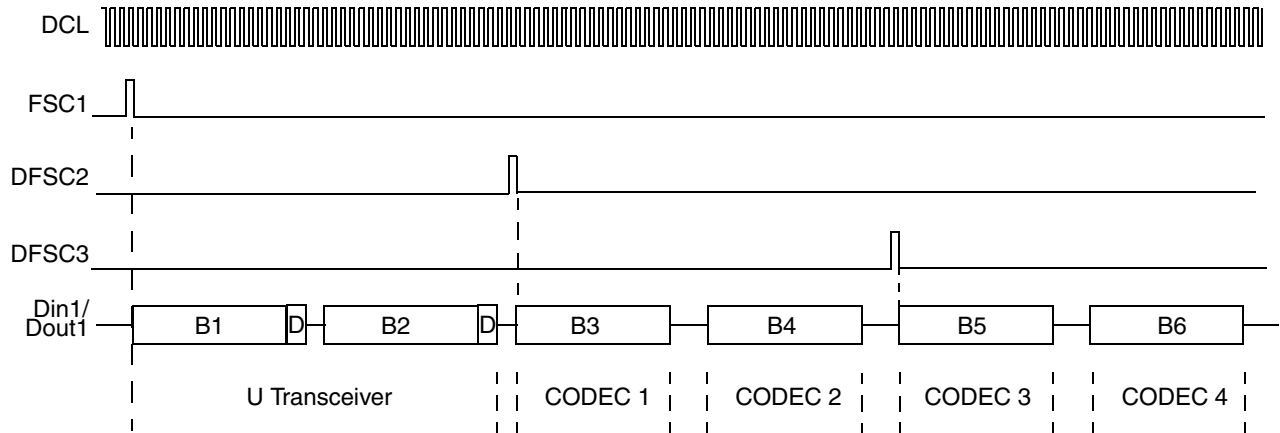 DCL
FSC1
DFSC2
DFSC3
Din1/
Dout1
B1 D B2 D B3 B4 B5 B6
U Transceiver CODEC 1 CODEC 2 CODEC 3 CODEC 4